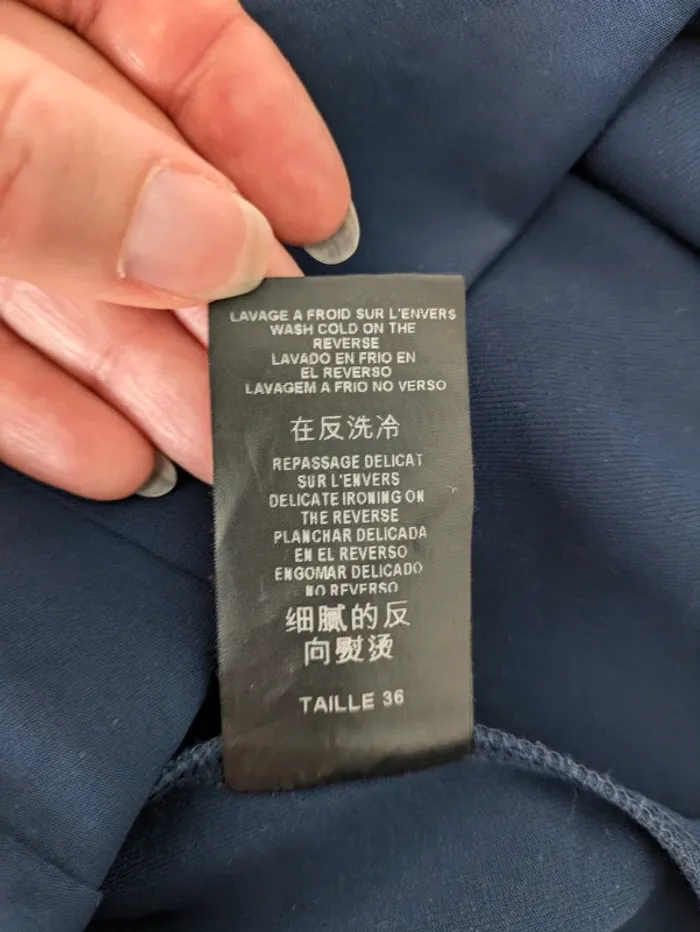 LAVAGE A FROID SUR L'ENVERS
WASH COLD ON THE
REVERSE
LAVADO EN FRIO EN
EL REVERSO
LAVAGEM A FRIO NO VERSO
在反洗冷
REPASSAGE DELICAT
SUR L'ENVERS
DELICATE IRONING ON
THE REVERSE
PLANCHAR DELICADA
EN EL REVERSO
ENGOMAR DELICADO
NO REVERSO
细腻的反
向熨烫
TAILLE 36